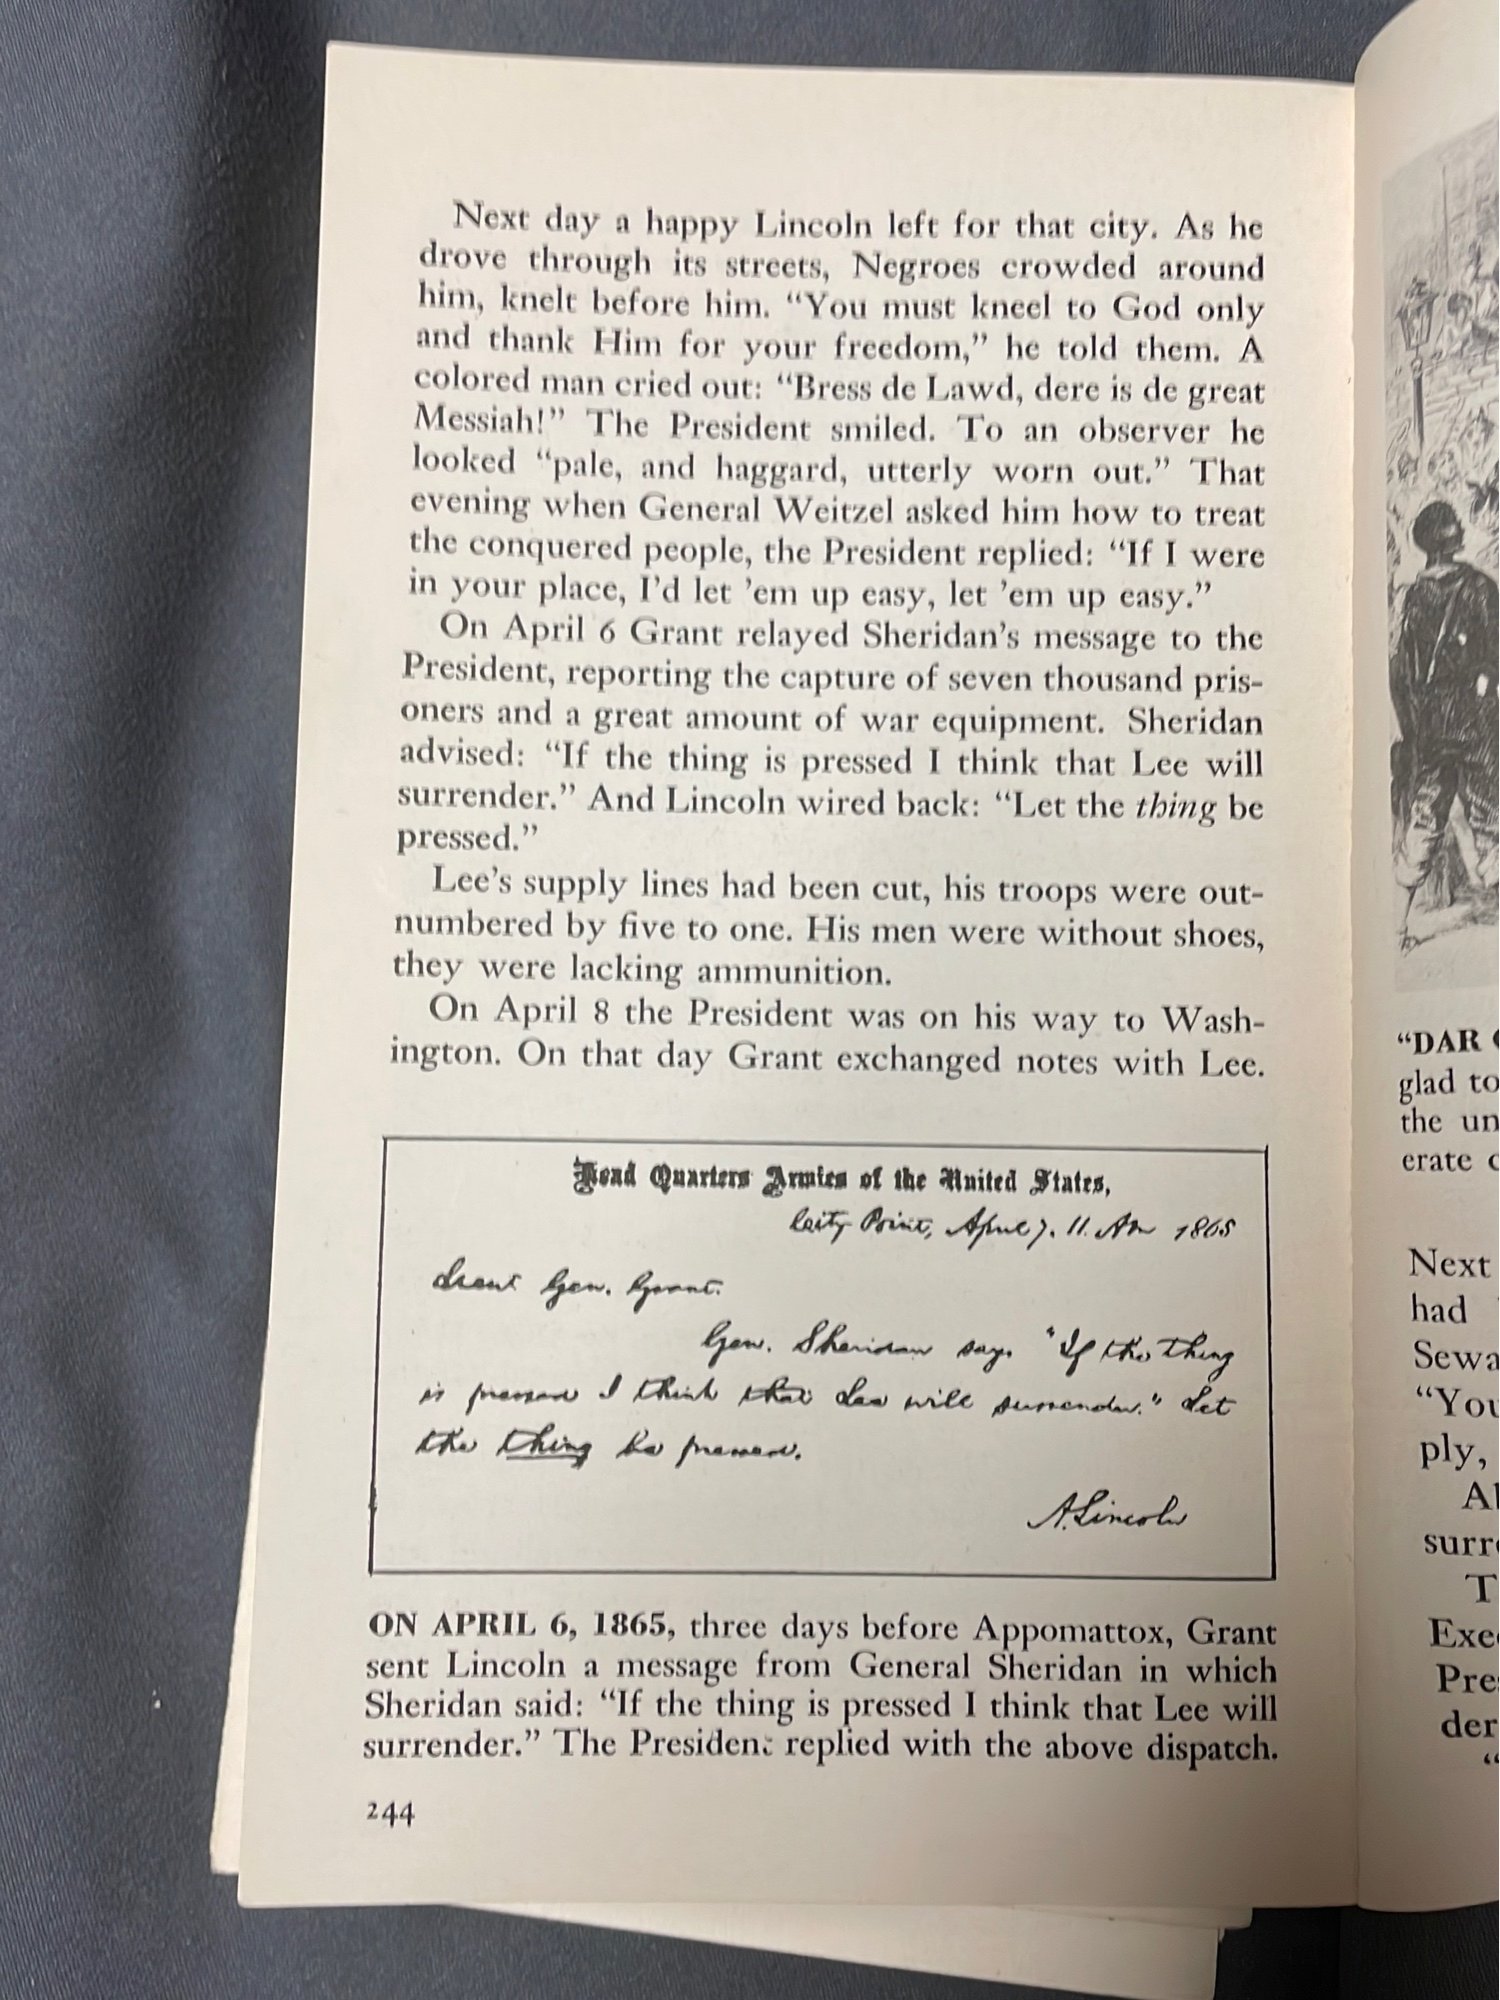 Next day a happy Lincoln left for that city. As he
drove through its streets, Negroes crowded around
him, knelt before him. “You must kneel to God only
and thank Him for your freedom,” he told them. A
colored man cried out: “Bress de Lawd, dere is de great
Messiah!” The President smiled. To an observer he
looked “pale, and haggard, utterly worn out.” That
evening when General Weitzel asked him how to treat
the conquered people, the President replied: “If I were
in your place, I’d let ’em up easy, let ’em up easy.”
On April 6 Grant relayed Sheridan’s message to the
President, reporting the capture of seven thousand pris-
oners and a great amount of war equipment. Sheridan
advised: “If the thing is pressed I think that Lee will
surrender.” And Lincoln wired back: “Let the thing be
pressed.”
Lee’s supply lines had been cut, his troops were out-
numbered by five to one. His men were without shoes,
they were lacking ammunition.
On April 8 the President was on his way to Wash-
ington. On that day Grant exchanged notes with Lee.
Head Quarters Armies of the United States,
City Point, April 7. 11. AM 1865
Lieut Gen. Grant.
Gen. Sheridan says “If the thing
is pressed I think that Lee will surrender.” Let
the thing be pressed.
A. Lincoln
ON APRIL 6, 1865, three days before Appomattox, Grant
sent Lincoln a message from General Sheridan in which
Sheridan said: “If the thing is pressed I think that Lee will
surrender.” The President replied with the above dispatch.
244
“DAR
glad to
the
erate
Next
had
“You
ply,